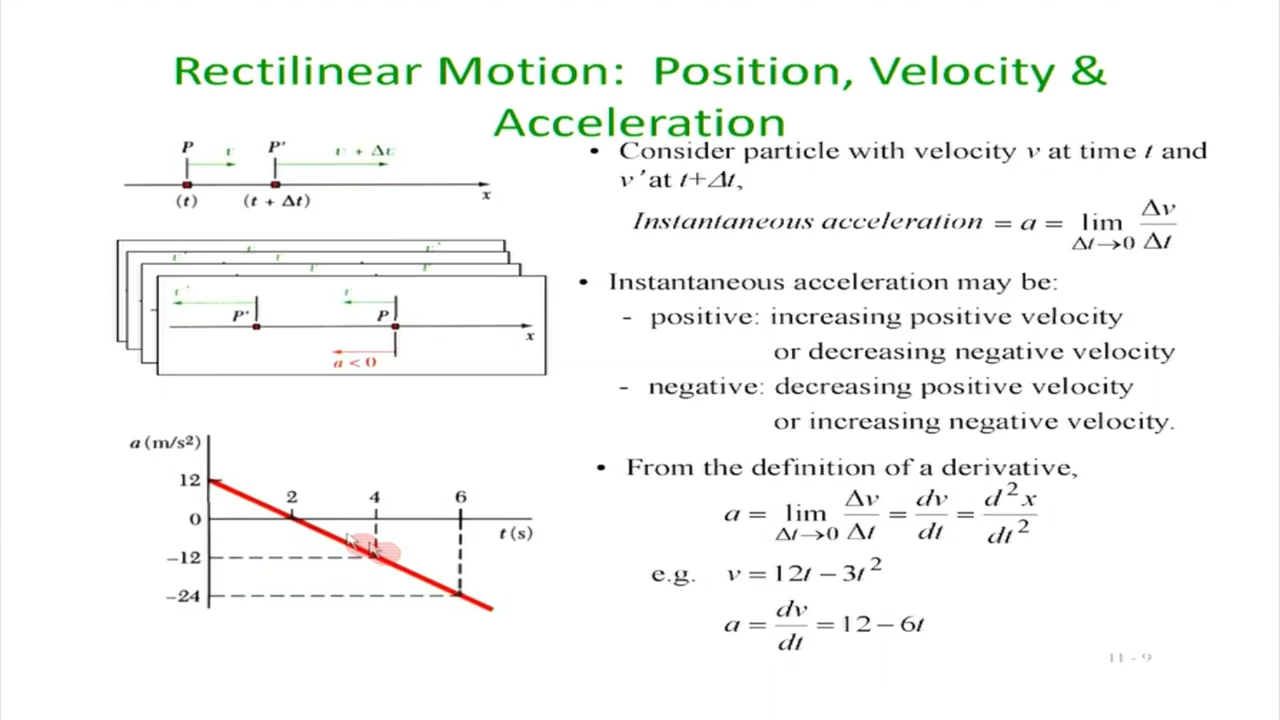 Rectilinear Motion: Position, Velocity &
Acceleration
P v P' v + Δv
(t) (t + Δt) x
v' v
P' P
x
a < 0
a (m/s²)
12
0
−12
−24
2 4 6
t (s)
• Consider particle with velocity v at time t and
v' at t+Δt,
Instantaneous acceleration = a = lim Δt→0 Δv/Δt
• Instantaneous acceleration may be:
- positive: increasing positive velocity
or decreasing negative velocity
- negative: decreasing positive velocity
or increasing negative velocity.
• From the definition of a derivative,
a = lim Δt→0 Δv/Δt = dv/dt = d²x/dt²
e.g. v = 12t − 3t²
a = dv/dt = 12 − 6t
11 - 9